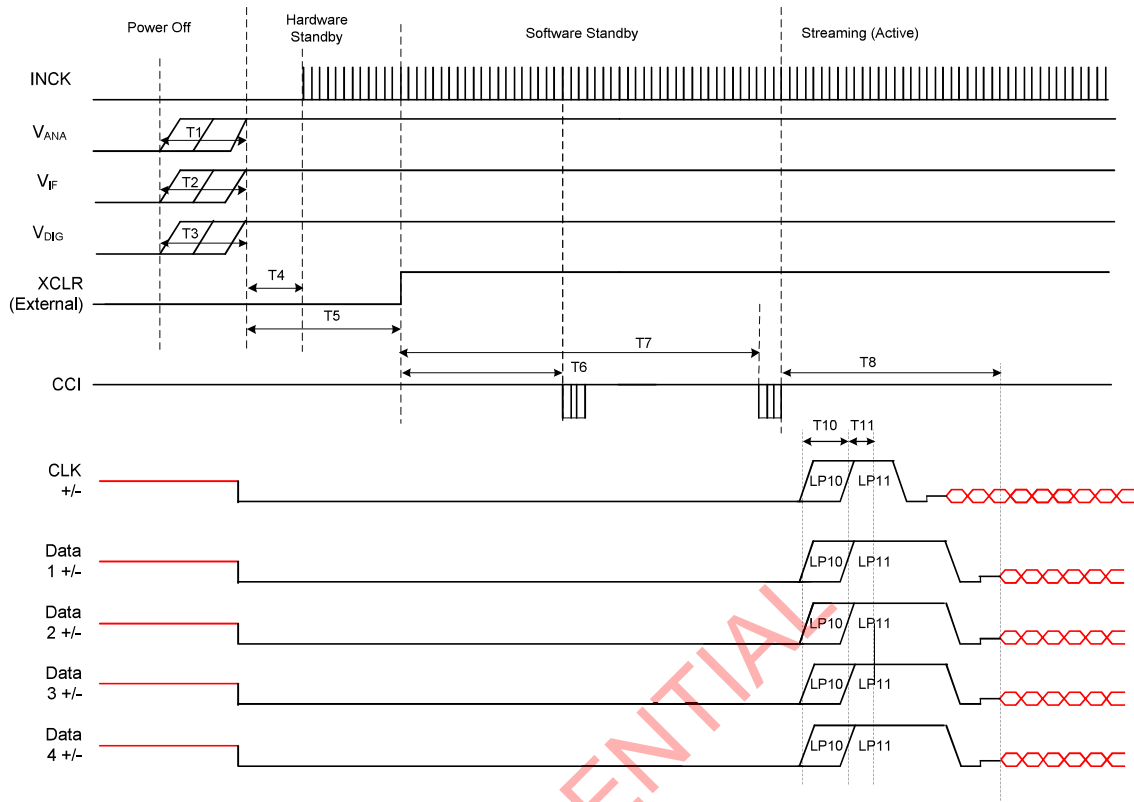 Power Off
Hardware
Standby
Software Standby
Streaming (Active)
INCK
VANA
T1
VIF
T2
VDIG
T3
XCLR
(External)
T4
T5
T7
T6
T8
CCI
T10
T11
CLK
+/-
LP10
LP11
Data
1 +/-
LP10
LP11
Data
2 +/-
LP10
LP11
Data
3 +/-
LP10
LP11
Data
4 +/-
LP10
LP11
ENTIAL